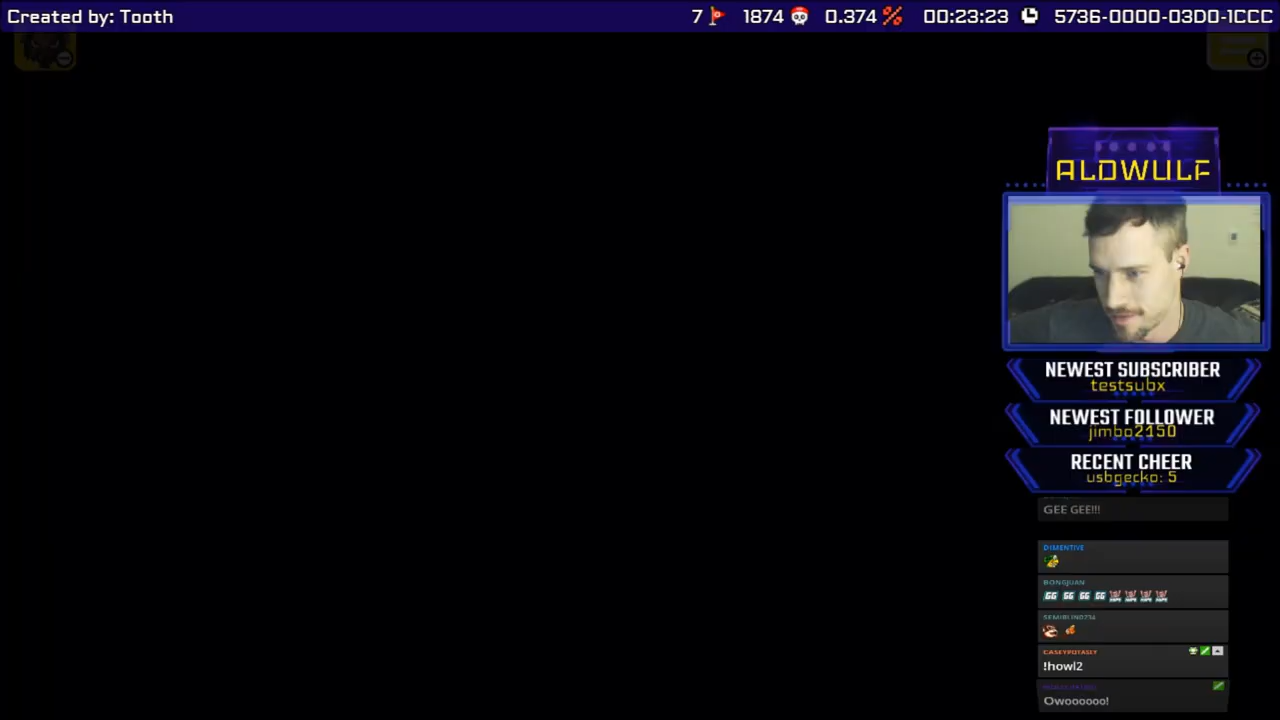 Created by: Tooth
7 1874 0.374 00:23:23 5736-0000-03D0-1CCC
ALDWULF
NEWEST SUBSCRIBER
testsubx
NEWEST FOLLOWER
jimbo2150
RECENT CHEER
usbgecko: 5
GEE GEE!!!
DIMENTIVE
BONGJUAN
GG GG GG GG
CASEYPOTASEY
!howl2
Owoooooo!